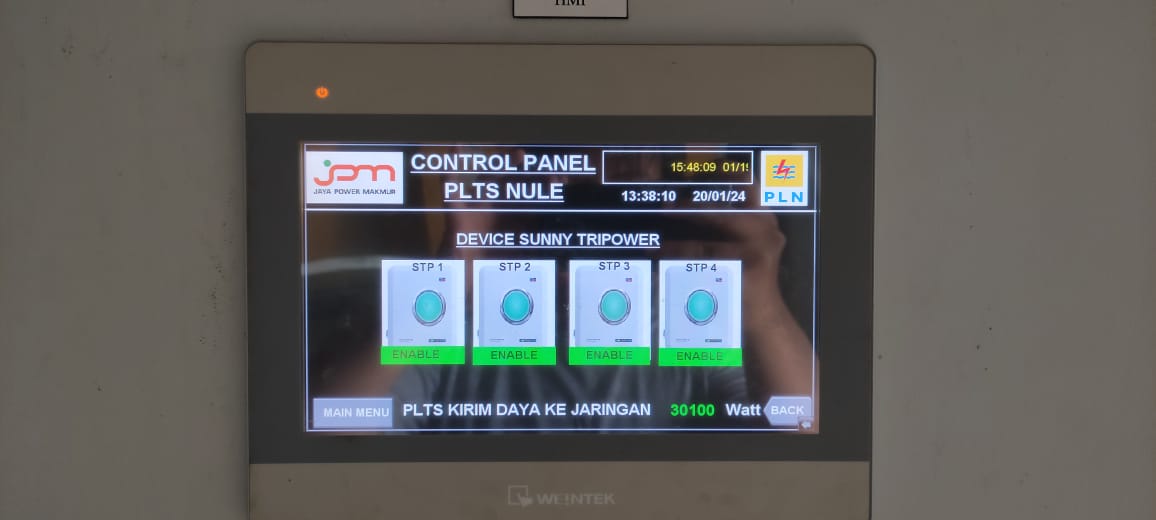 HMI
jpm
JAYA POWER MAKMUR
CONTROL PANEL
PLTS NULE
15:48:09 01/19
13:38:10 20/01/24
PLN
DEVICE SUNNY TRIPOWER
STP 1
STP 2
STP 3
STP 4
ENABLE
ENABLE
ENABLE
ENABLE
MAIN MENU
PLTS KIRIM DAYA KE JARINGAN 30100 Watt
BACK
WEINTEK